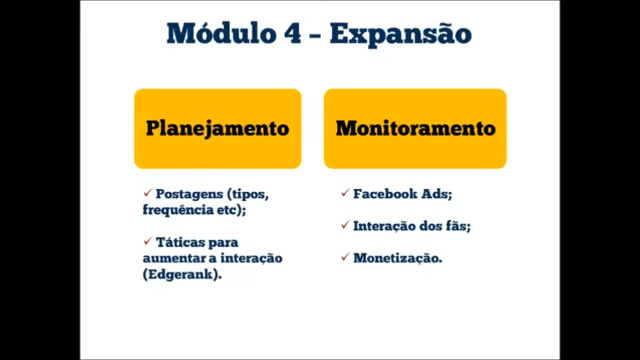 Módulo 4 – Expansão
Planejamento
✓ Postagens (tipos,
frequência etc);
✓ Táticas para
aumentar a interação
(Edgerank).
Monitoramento
✓ Facebook Ads;
✓ Interação dos fãs;
✓ Monetização.